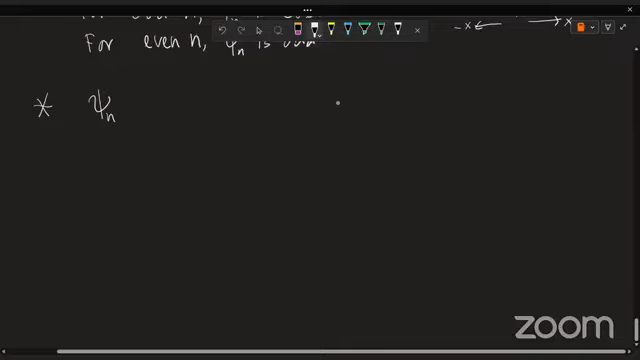 For even n, ψn is odd
-x ← → x
* ψn
zoom